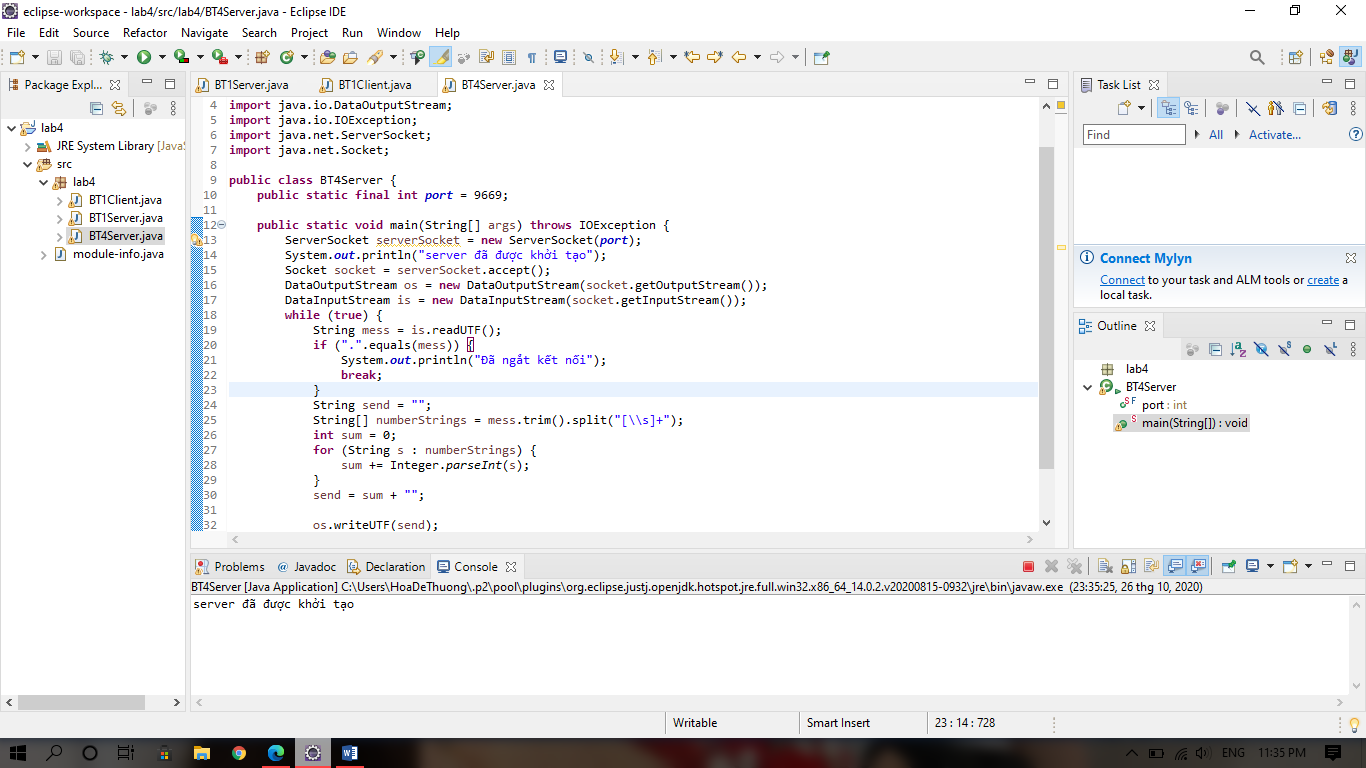 eclipse-workspace - lab4/src/lab4/BT4Server.java - Eclipse IDE
File Edit Source Refactor Navigate Search Project Run Window Help
Package Expl...
lab4
JRE System Library [JavaS
src
lab4
BT1Client.java
BT1Server.java
BT4Server.java
module-info.java
BT1Server.java BT1Client.java BT4Server.java
4 import java.io.DataOutputStream;
5 import java.io.IOException;
6 import java.net.ServerSocket;
7 import java.net.Socket;
8
9 public class BT4Server {
10 public static final int port = 9669;
11
12 public static void main(String[] args) throws IOException {
13 ServerSocket serverSocket = new ServerSocket(port);
14 System.out.println("server đã được khởi tạo");
15 Socket socket = serverSocket.accept();
16 DataOutputStream os = new DataOutputStream(socket.getOutputStream());
17 DataInputStream is = new DataInputStream(socket.getInputStream());
18 while (true) {
19 String mess = is.readUTF();
20 if (".".equals(mess)) {
21 System.out.println("Đã ngắt kết nối");
22 break;
23 }
24 String send = "";
25 String[] numberStrings = mess.trim().split("[\\s]+");
26 int sum = 0;
27 for (String s : numberStrings) {
28 sum += Integer.parseInt(s);
29 }
30 send = sum + "";
31
32 os.writeUTF(send);
Task List
Find All Activate...
Connect Mylyn
Connect to your task and ALM tools or create a
local task.
Outline
lab4
BT4Server
port : int
main(String[]) : void
Problems @ Javadoc Declaration Console
BT4Server [Java Application] C:\Users\HoaDeThuong\.p2\pool\plugins\org.eclipse.justj.openjdk.hotspot.jre.full.win32.x86_64_14.0.2.v20200815-0932\jre\bin\javaw.exe (23:35:25, 26 thg 10, 2020)
server đã được khởi tạo
Writable Smart Insert 23 : 14 : 728
ENG 11:35 PM